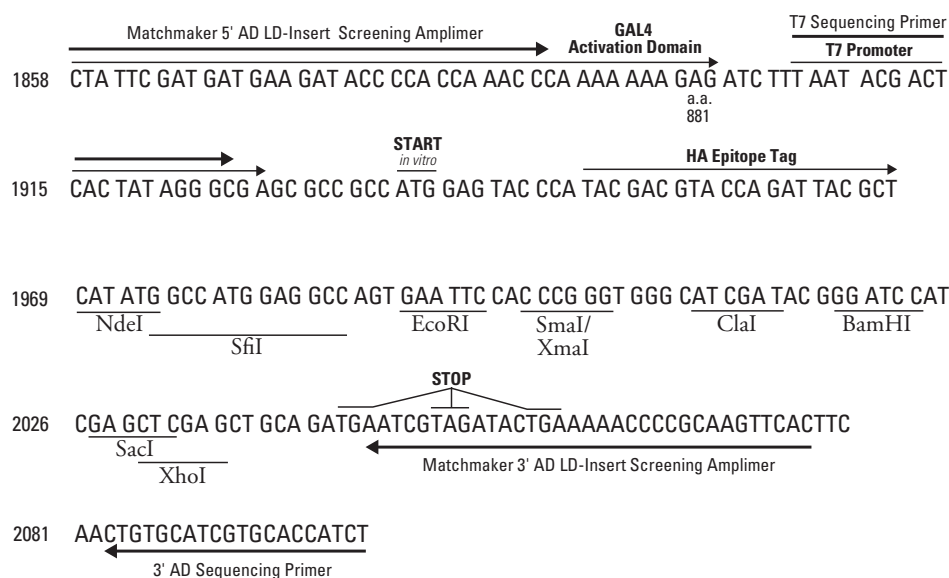 Matchmaker 5' AD LD-Insert Screening Amplimer
GAL4
Activation Domain
T7 Sequencing Primer
T7 Promoter
1858 CTA TTC GAT GAT GAA GAT ACC CCA CCA AAC CCA AAA AAA GAG ATC TTT AAT ACG ACT
a.a.
881
START
in vitro
HA Epitope Tag
1915 CAC TAT AGG GCG AGC GCC GCC ATG GAG TAC CCA TAC GAC GTA CCA GAT TAC GCT
1969 CAT ATG GCC ATG GAG GCC AGT GAA TTC CAC CCG GGT GGG CAT CGA TAC GGG ATC CAT
NdeI
SfiI
EcoRI
SmaI/
XmaI
ClaI
BamHI
STOP
2026 CGA GCT CGA GCT GCA GATGAATCGTAGATACTGAAAAACCCCGCAAGTTCACTTC
SacI
XhoI
Matchmaker 3' AD LD-Insert Screening Amplimer
2081 AACTGTGCATCGTGCACCATCT
3' AD Sequencing Primer